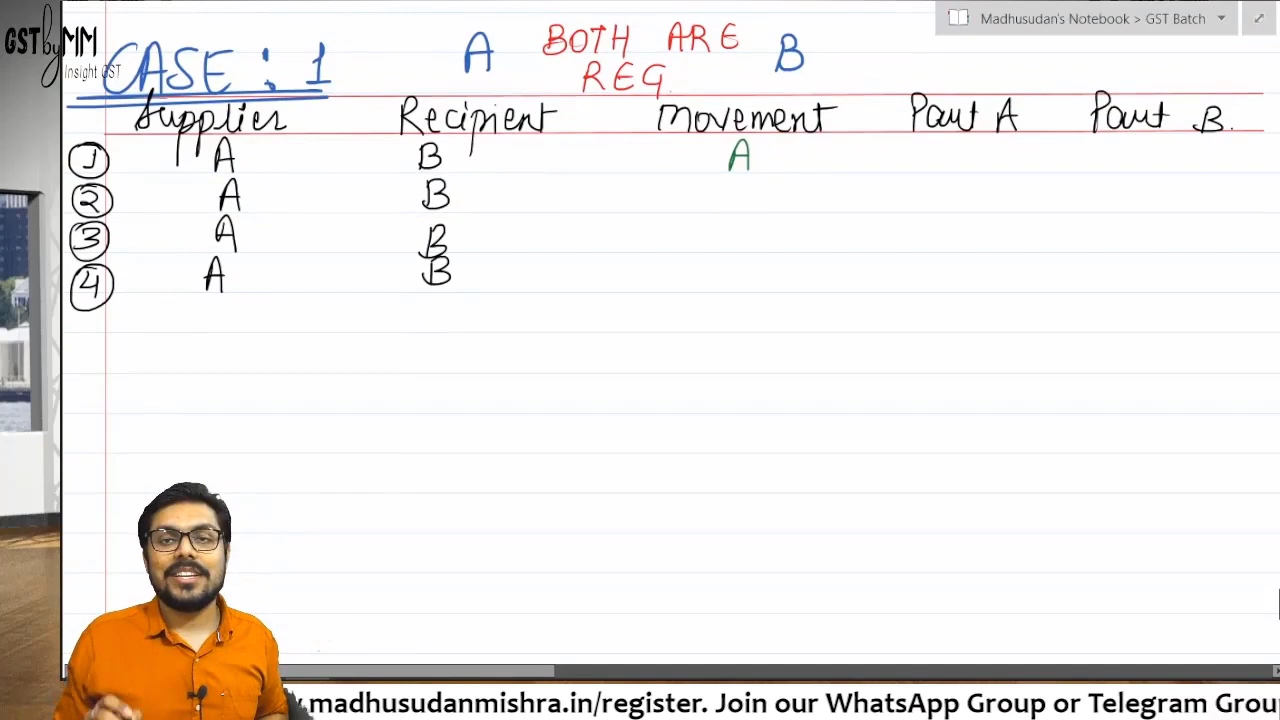 GST by MM
Insight GST
Madhusudan's Notebook > GST Batch
CASE : 1 A BOTH ARE REG. B
Supplier Recipient Movement Part A Part B.
1 A B A
2 A B
3 A B
4 A B
madhusudanmishra.in/register. Join our WhatsApp Group or Telegram Grou